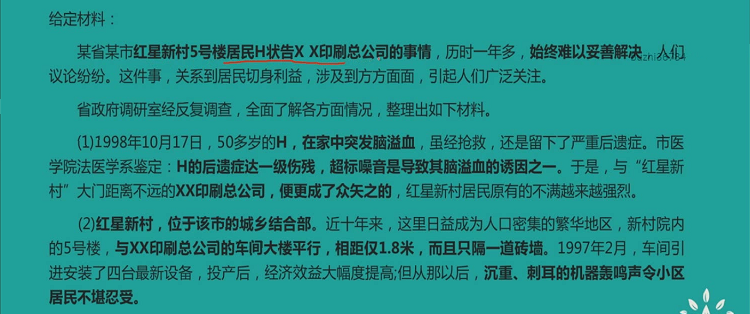 给定材料：
某省某市红星新村5号楼居民H状告X X印刷总公司的事情，历时一年多，始终难以妥善解决，人们
议论纷纷。这件事，关系到居民切身利益，涉及到方方面面，引起人们广泛关注。
省政府调研室经反复调查，全面了解各方面情况，整理出如下材料。
(1)1998年10月17日，50多岁的H，在家中突发脑溢血，虽经抢救，还是留下了严重后遗症。市医
学院法医学系鉴定：H的后遗症达一级伤残，超标噪音是导致其脑溢血的诱因之一。于是，与“红星新
村”大门距离不远的XX印刷总公司，便更成了众矢之的，红星新村居民原有的不满越来越强烈。
(2)红星新村，位于该市的城乡结合部。近十年来，这里日益成为人口密集的繁华地区，新村院内
的5号楼，与XX印刷总公司的车间大楼平行，相距仅1.8米，而且只隔一道砖墙。1997年2月，车间引
进安装了四台最新设备，投产后，经济效益大幅度提高;但从那以后，沉重、刺耳的机器轰鸣声令小区
居民不堪忍受。